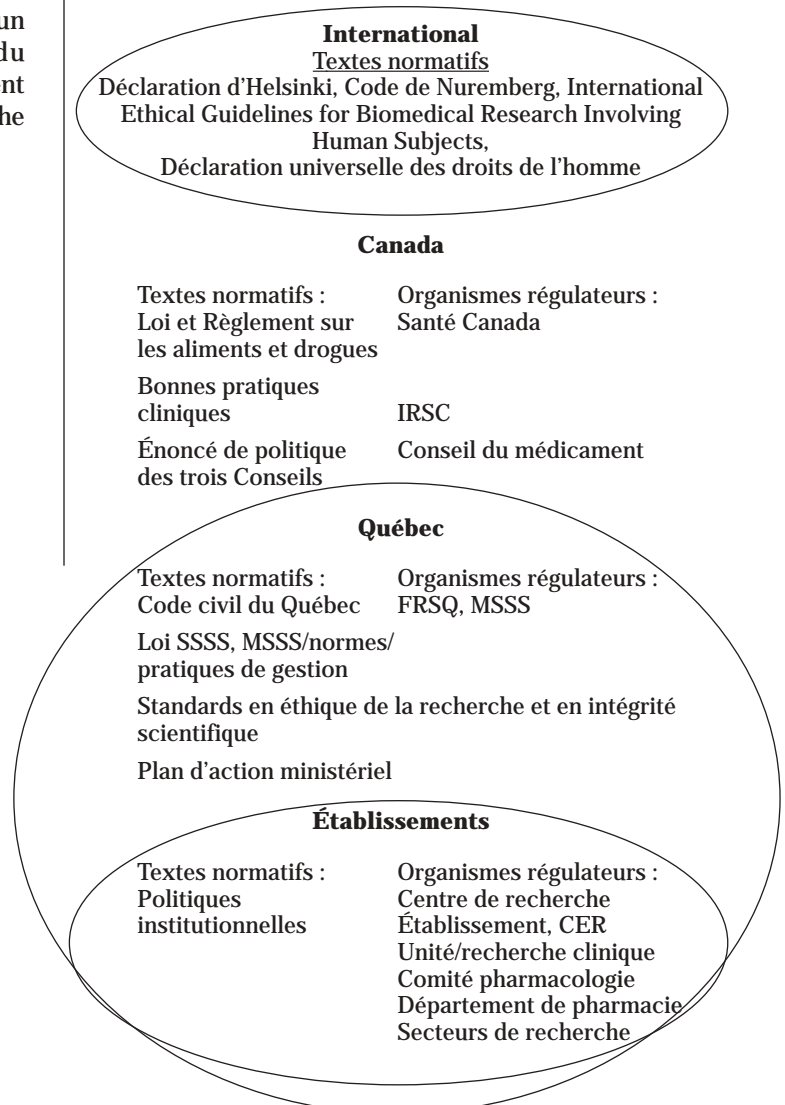 un
du
ent
he
International
Textes normatifs
Déclaration d’Helsinki, Code de Nuremberg, International
Ethical Guidelines for Biomedical Research Involving
Human Subjects,
Déclaration universelle des droits de l’homme
Canada
Textes normatifs : Organismes régulateurs :
Loi et Règlement sur Santé Canada
les aliments et drogues
Bonnes pratiques
cliniques IRSC
Énoncé de politique Conseil du médicament
des trois Conseils
Québec
Textes normatifs : Organismes régulateurs :
Code civil du Québec FRSQ, MSSS
Loi SSSS, MSSS/normes/
pratiques de gestion
Standards en éthique de la recherche et en intégrité
scientifique
Plan d’action ministériel
Établissements
Textes normatifs : Organismes régulateurs :
Politiques Centre de recherche
institutionnelles Établissement, CER
Unité/recherche clinique
Comité pharmacologie
Département de pharmacie
Secteurs de recherche